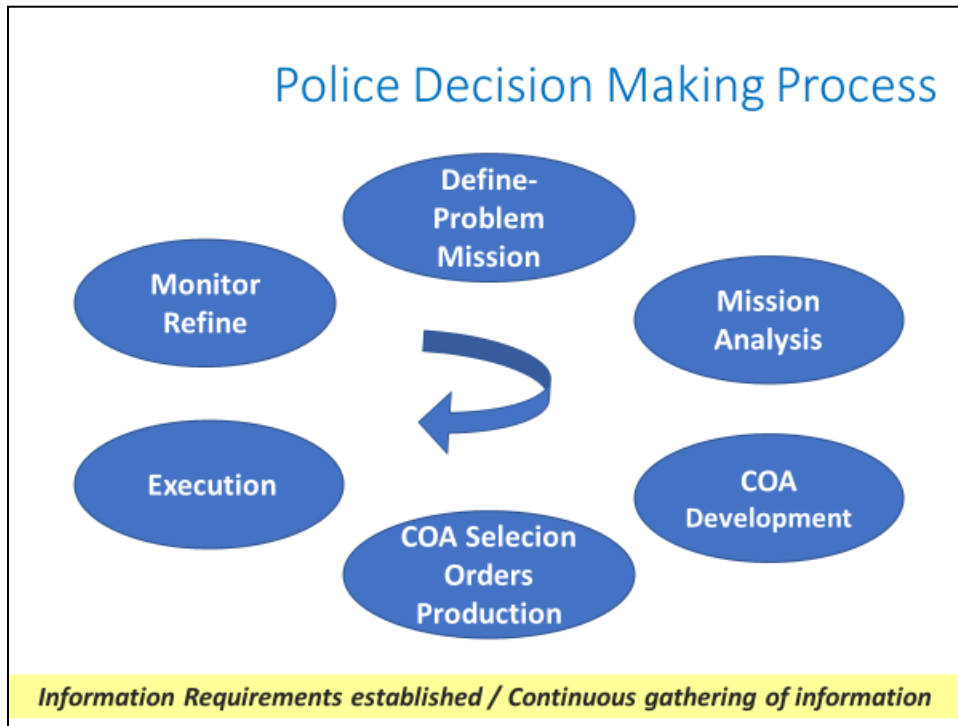 Police Decision Making Process
Define-
Problem
Mission
Mission
Analysis
COA
Development
COA Selecion
Orders
Production
Execution
Monitor
Refine
Information Requirements established / Continuous gathering of information